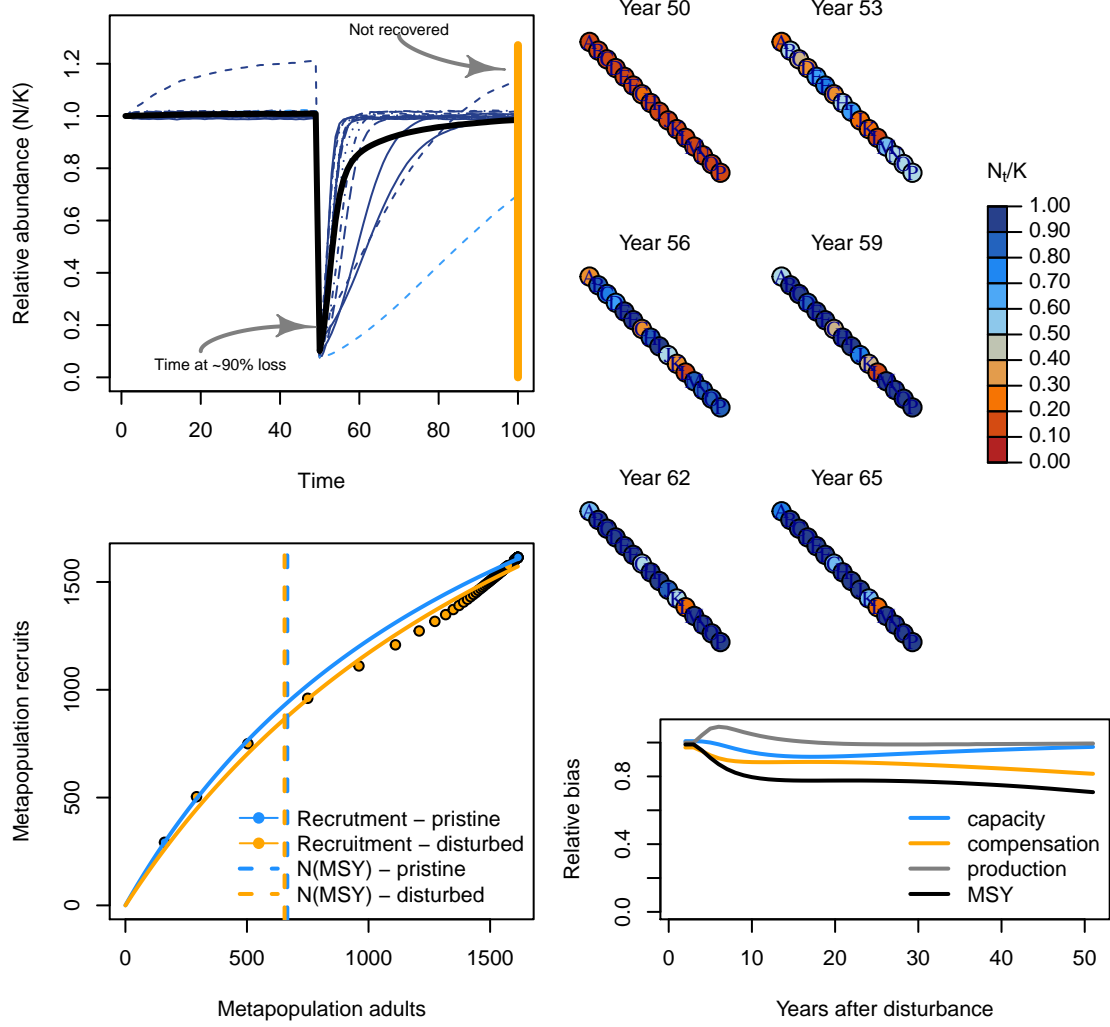 Relative abundance (N/K)
0.0
0.2
0.4
0.6
0.8
1.0
1.2
Not recovered
Time at ~90% loss
0
20
40
60
80
100
Time
Year 50
Year 53
Year 56
Year 59
Year 62
Year 65
Nt/K
1.00
0.90
0.80
0.70
0.60
0.50
0.40
0.30
0.20
0.10
0.00
Metapopulation recruits
0
500
1000
1500
Recrutment – pristine
Recrutment – disturbed
N(MSY) – pristine
N(MSY) – disturbed
0
500
1000
1500
Metapopulation adults
Relative bias
0.0
0.4
0.8
capacity
compensation
production
MSY
0
10
20
30
40
50
Years after disturbance